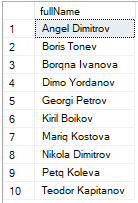 fullName
1 Angel Dimitrov
2 Boris Tonev
3 Borqna Ivanova
4 Dimo Yordanov
5 Georgi Petrov
6 Kiril Boikov
7 Mariq Kostova
8 Nikola Dimitrov
9 Petq Koleva
10 Teodor Kapitanov